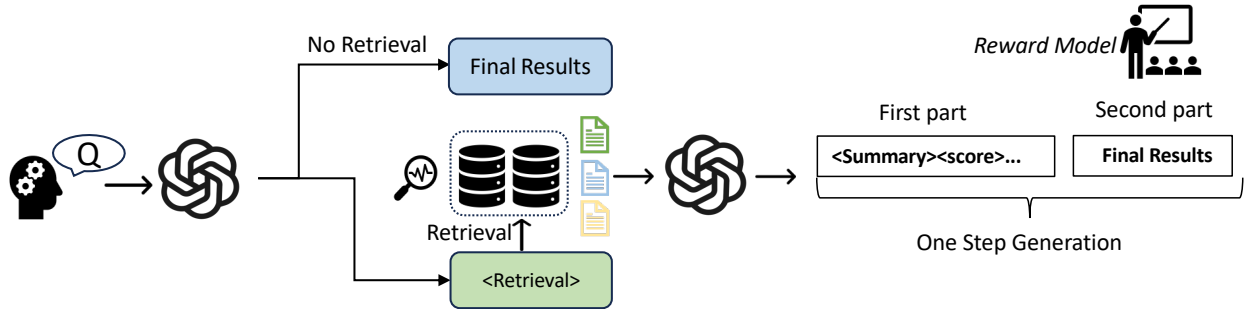 No Retrieval
Final Results
Q
Retrieval
<Retrieval>
Reward Model
First part
Second part
<Summary><score>...
Final Results
One Step Generation